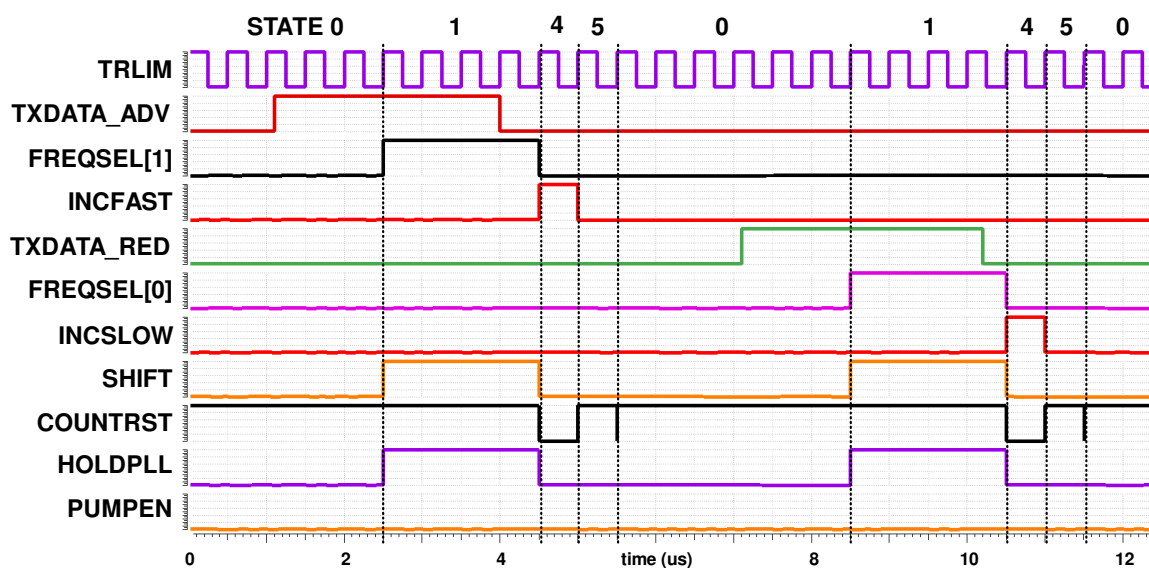 STATE 0 1 4 5 0 1 4 5 0
TRLIM
TXDATA_ADV
FREQSEL[1]
INCFAST
TXDATA_RED
FREQSEL[0]
INCSLOW
SHIFT
COUNTRST
HOLDPLL
PUMPEN
0 2 4 time (us) 8 10 12